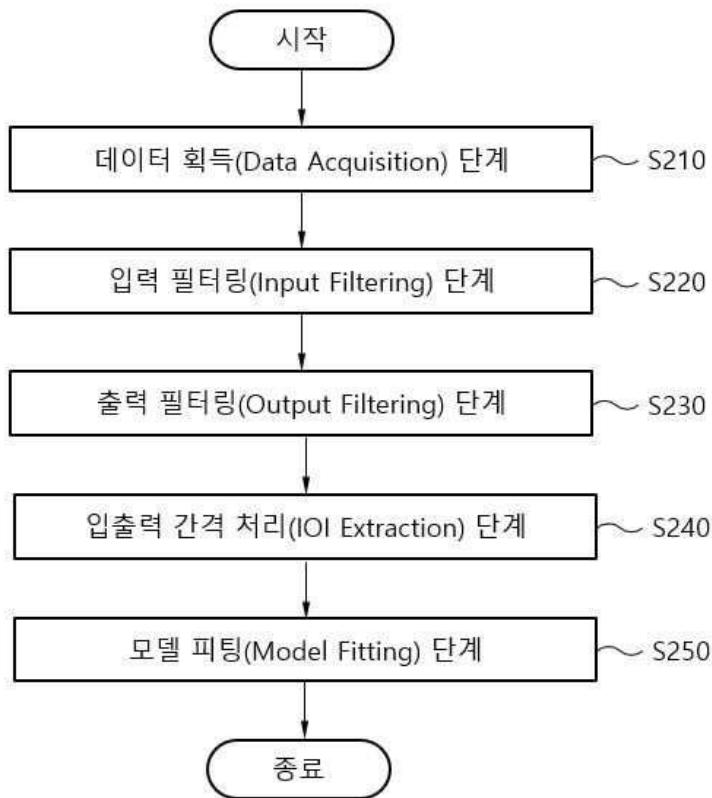 시작
데이터 획득(Data Acquisition) 단계 S210
입력 필터링(Input Filtering) 단계 S220
출력 필터링(Output Filtering) 단계 S230
입출력 간격 처리(IOI Extraction) 단계 S240
모델 피팅(Model Fitting) 단계 S250
종료